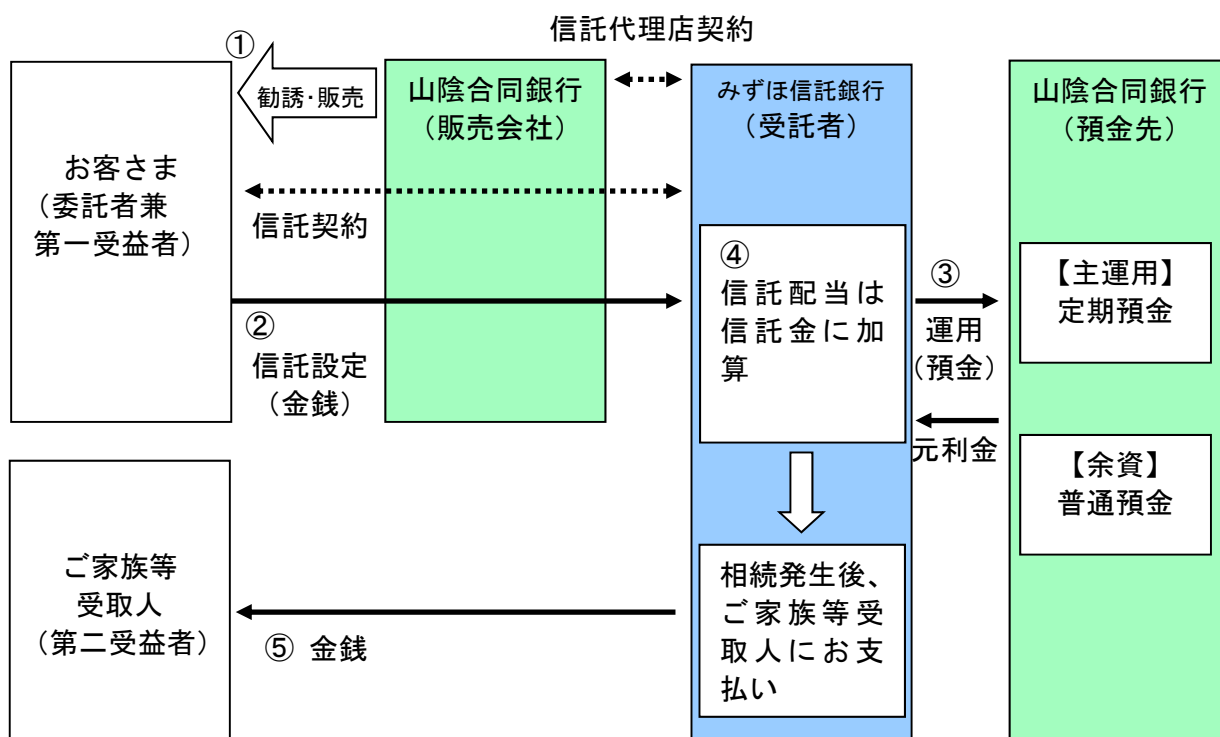 信託代理店契約
①
勧誘・販売
山陰合同銀行
（販売会社）
みずほ信託銀行
（受託者）
山陰合同銀行
（預金先）
お客さま
（委託者兼
第一受益者）
信託契約
②
信託設定
（金銭）
④
信託配当は
信託金に加
算
③
運用
（預金）
元利金
【主運用】
定期預金
【余資】
普通預金
ご家族等
受取人
（第二受益者）
⑤ 金銭
相続発生後、
ご家族等受
取人にお支
払い